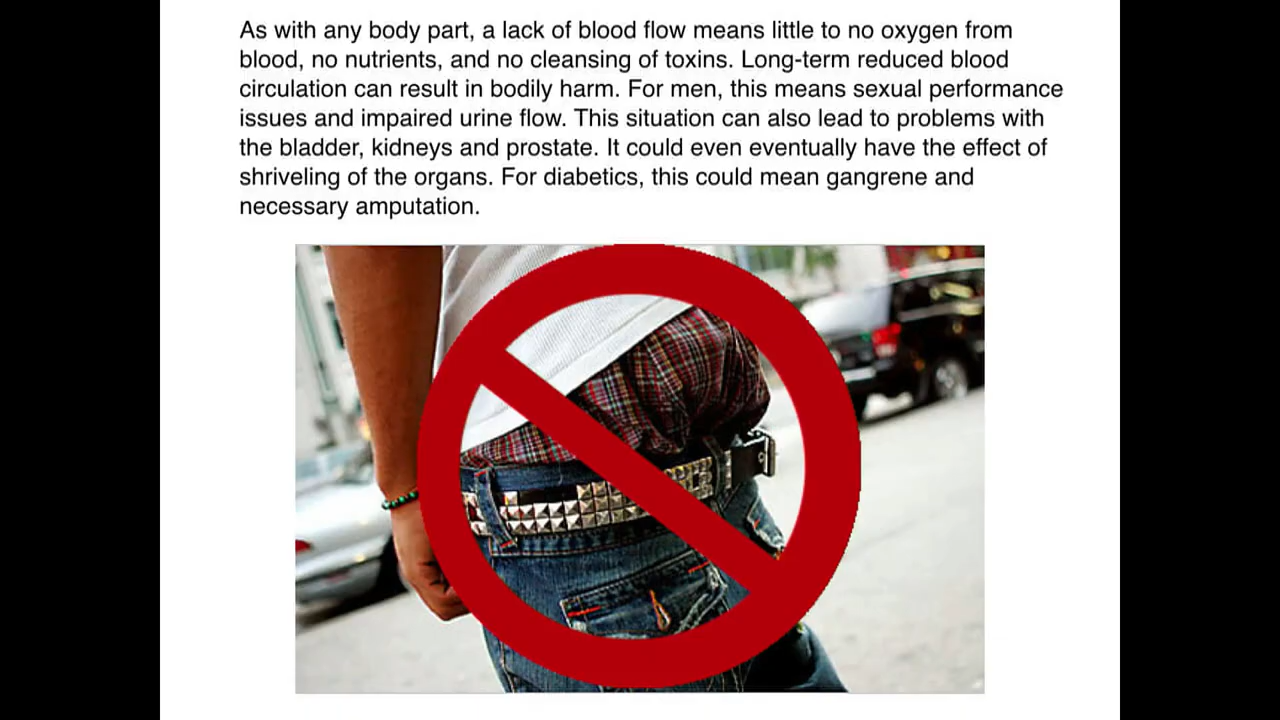 As with any body part, a lack of blood flow means little to no oxygen from
blood, no nutrients, and no cleansing of toxins. Long-term reduced blood
circulation can result in bodily harm. For men, this means sexual performance
issues and impaired urine flow. This situation can also lead to problems with
the bladder, kidneys and prostate. It could even eventually have the effect of
shriveling of the organs. For diabetics, this could mean gangrene and
necessary amputation.